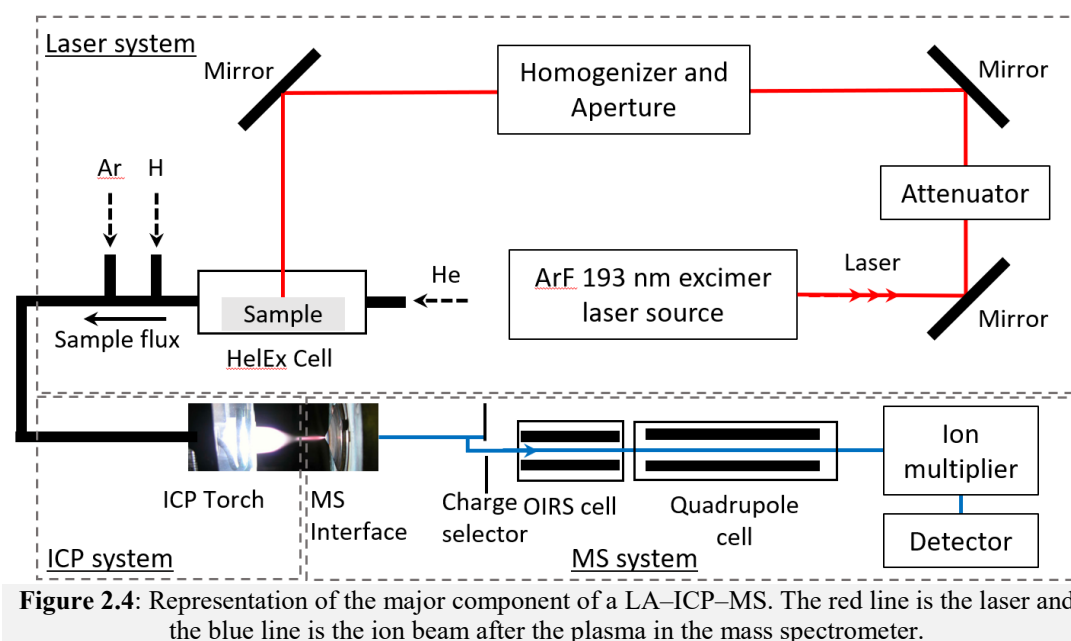 Laser system
Mirror
Homogenizer and
Aperture
Mirror
Ar
H
Attenuator
He
ArF 193 nm excimer
laser source
Laser
Sample
Sample flux
Mirror
HelEx Cell
Ion
multiplier
ICP Torch
MS
Interface
Charge
selector
OIRS cell
Quadrupole
cell
Detector
ICP system
MS system
Figure 2.4: Representation of the major component of a LA–ICP–MS. The red line is the laser and
the blue line is the ion beam after the plasma in the mass spectrometer.